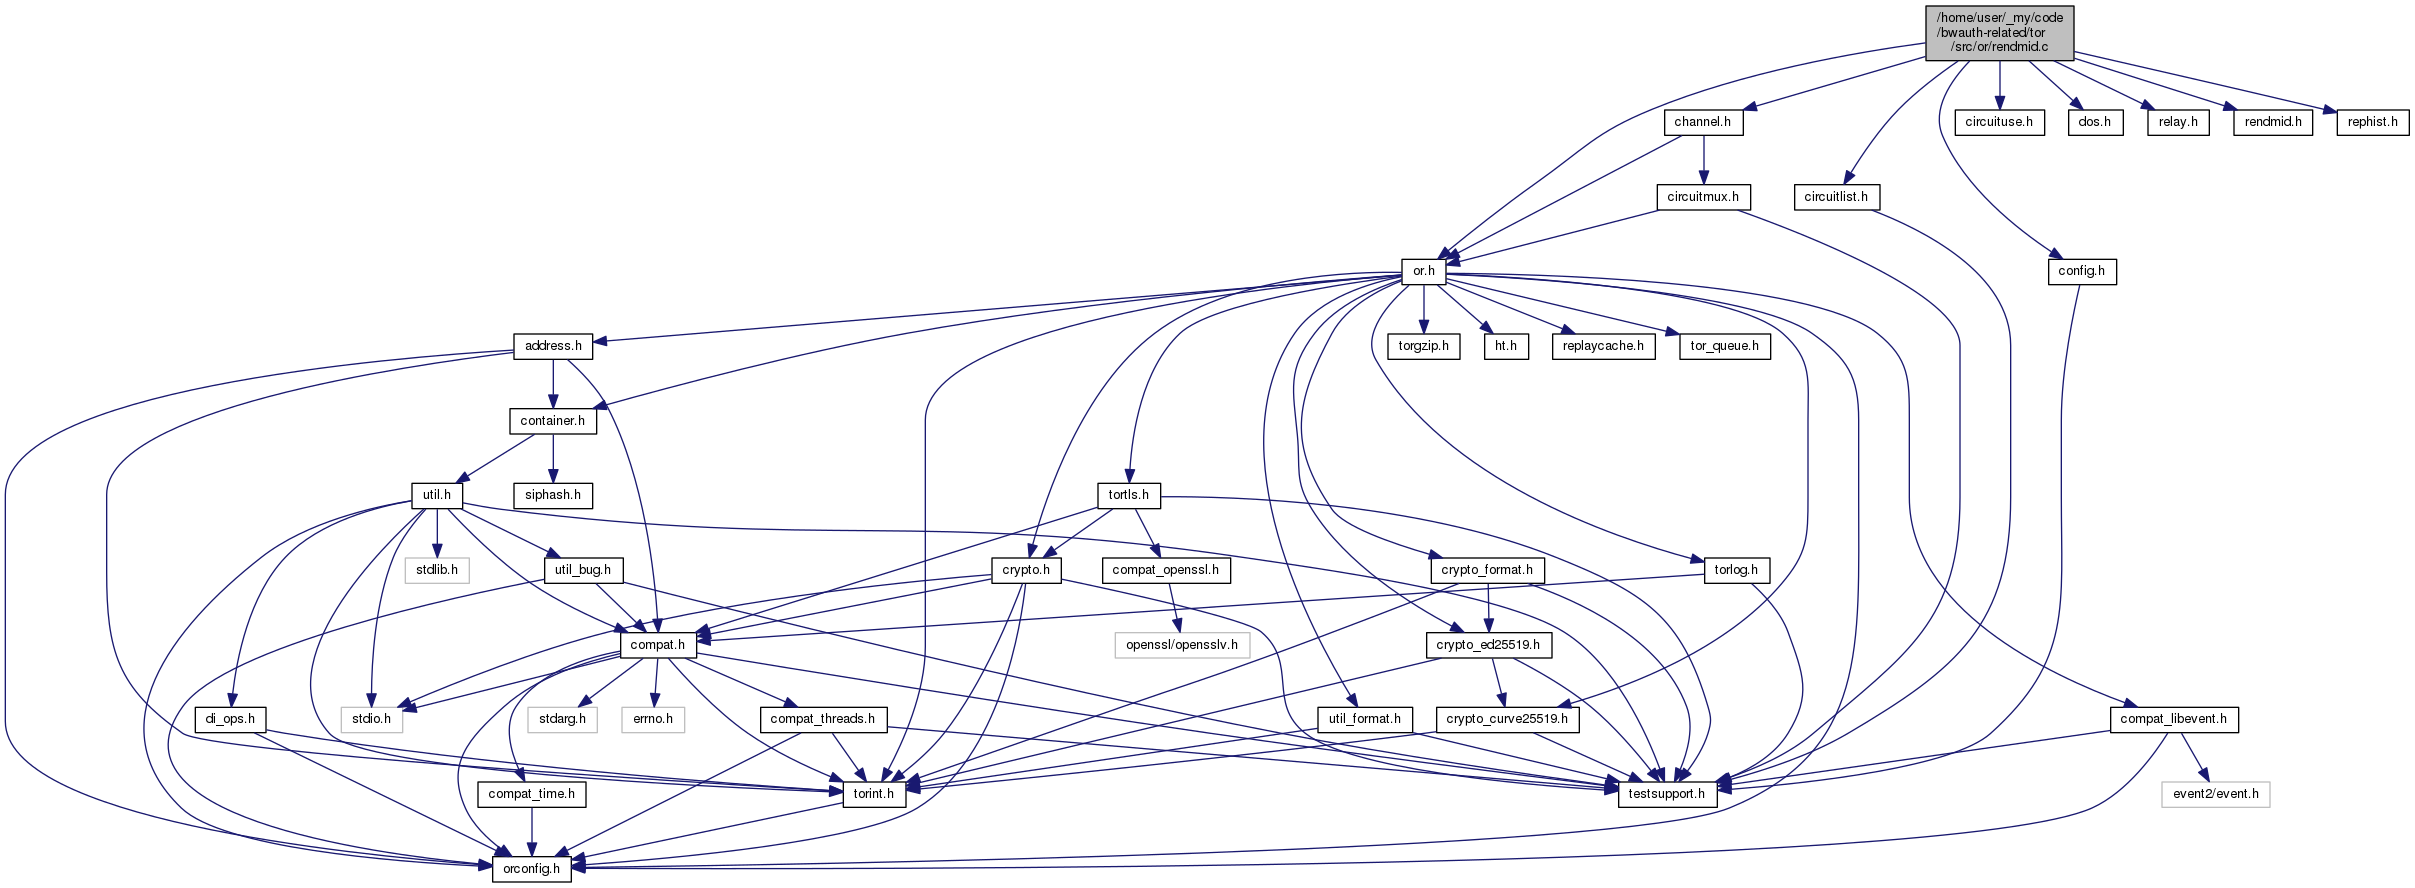 /home/user/_my/code
/bwauth-related/tor
/src/or/rendmid.c
channel.h
circuituse.h
dos.h
relay.h
rendmid.h
rephist.h
circuitmux.h
circuitlist.h
or.h
config.h
address.h
torgzip.h
ht.h
replaycache.h
tor_queue.h
container.h
util.h
siphash.h
tortls.h
stdlib.h
util_bug.h
crypto.h
compat_openssl.h
crypto_format.h
torlog.h
compat.h
openssl/opensslv.h
crypto_ed25519.h
di_ops.h
stdio.h
stdarg.h
errno.h
compat_threads.h
util_format.h
crypto_curve25519.h
compat_libevent.h
compat_time.h
torint.h
testsupport.h
event2/event.h
orconfig.h